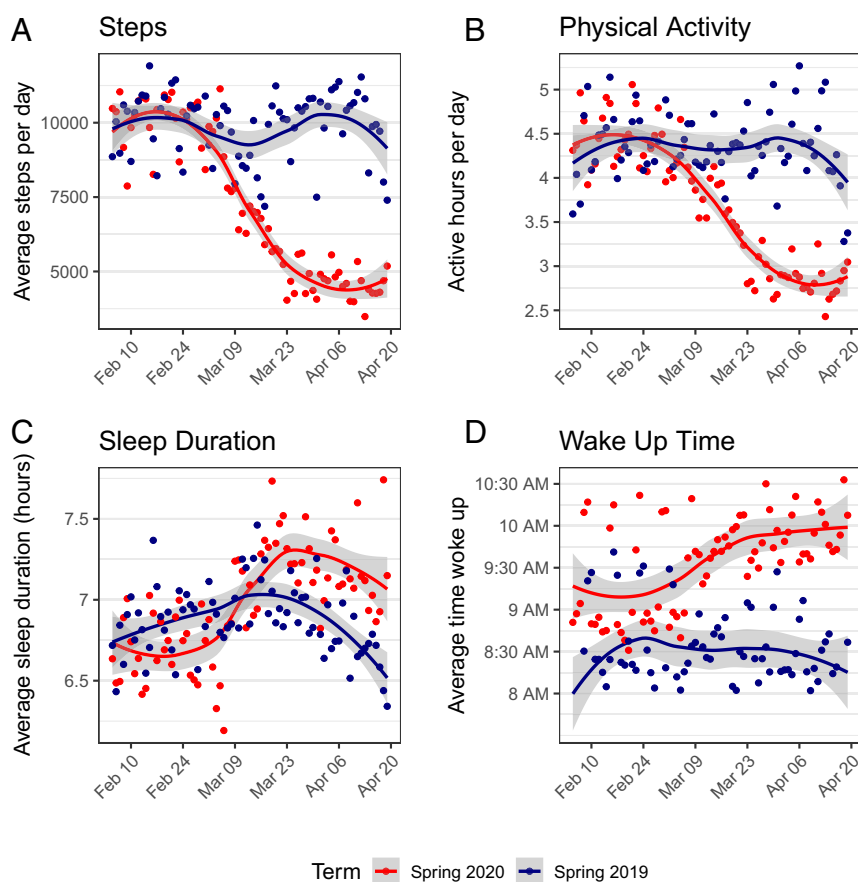 A Steps
Average steps per day
10000
7500
5000
Feb 10 Feb 24 Mar 09 Mar 23 Apr 06 Apr 20
B Physical Activity
Active hours per day
5
4.5
4
3.5
3
2.5
Feb 10 Feb 24 Mar 09 Mar 23 Apr 06 Apr 20
C Sleep Duration
Average sleep duration (hours)
7.5
7
6.5
Feb 10 Feb 24 Mar 09 Mar 23 Apr 06 Apr 20
D Wake Up Time
Average time woke up
10:30 AM
10 AM
9:30 AM
9 AM
8:30 AM
8 AM
Feb 10 Feb 24 Mar 09 Mar 23 Apr 06 Apr 20
Term Spring 2020 Spring 2019